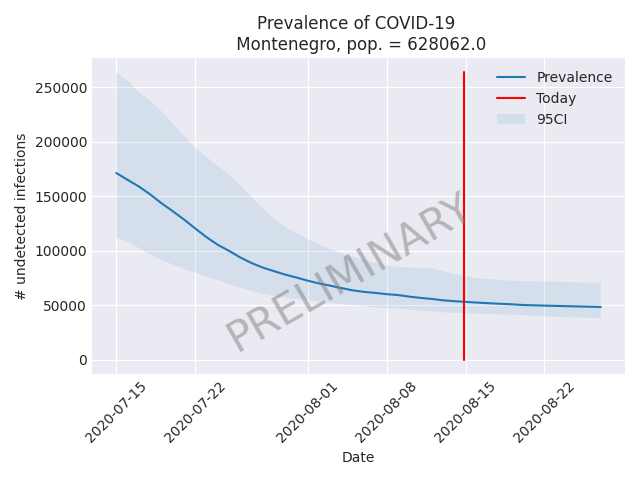 Prevalence of COVID-19
Montenegro, pop. = 628062.0
Prevalence
Today
95CI
250000
200000
150000
100000
50000
0
# undetected infections
PRELIMINARY
2020-07-15
2020-07-22
2020-08-01
2020-08-08
2020-08-15
2020-08-22
Date